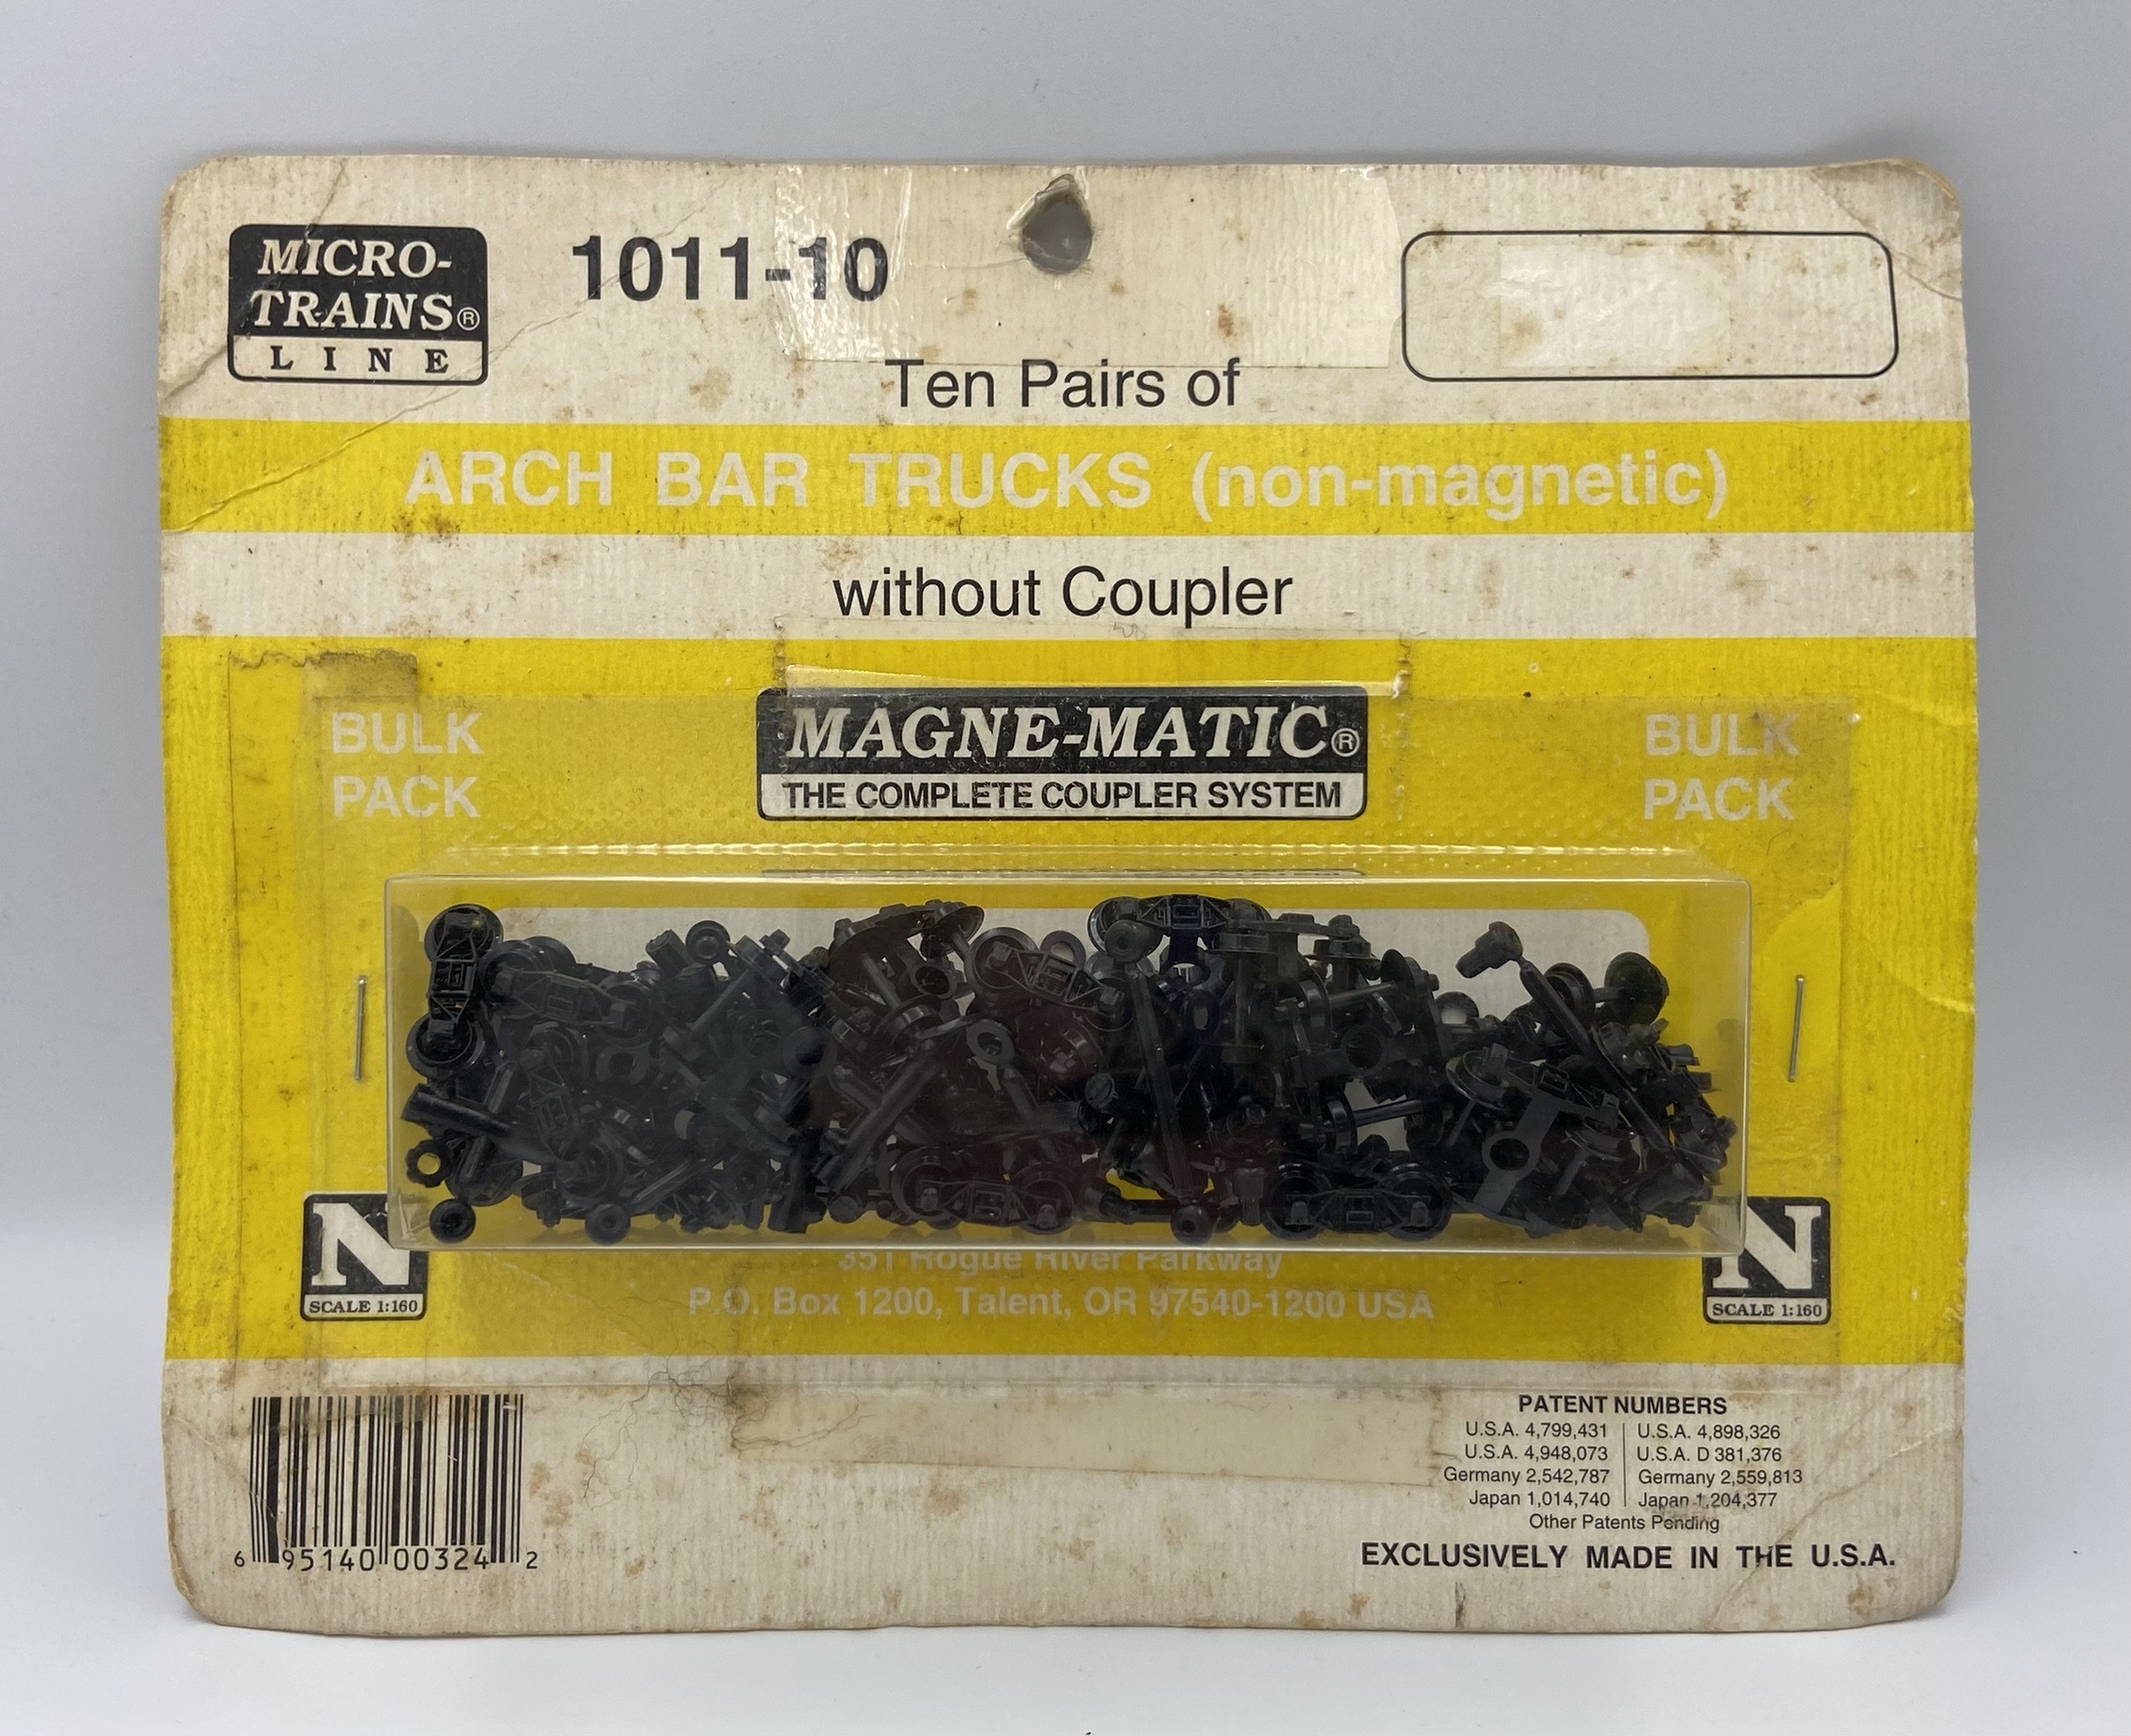 MICRO-
TRAINS®
LINE
1011-10
Ten Pairs of
ARCH BAR TRUCKS (non-magnetic)
without Coupler
BULK
PACK
MAGNE-MATIC®
THE COMPLETE COUPLER SYSTEM
BULK
PACK
N
SCALE 1:160
351 Rogue River Parkway
P.O. Box 1200, Talent, OR 97540-1200 USA
N
SCALE 1:160
6 95140 00324 2
PATENT NUMBERS
U.S.A. 4,799,431 | U.S.A. 4,898,326
U.S.A. 4,948,073 | U.S.A. D 381,376
Germany 2,542,787 | Germany 2,559,813
Japan 1,014,740 | Japan 1,204,377
Other Patents Pending
EXCLUSIVELY MADE IN THE U.S.A.